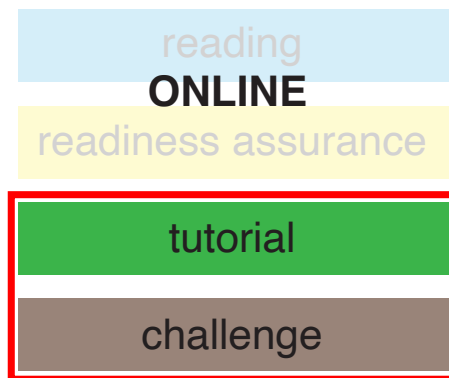 reading
ONLINE
readiness assurance
tutorial
challenge